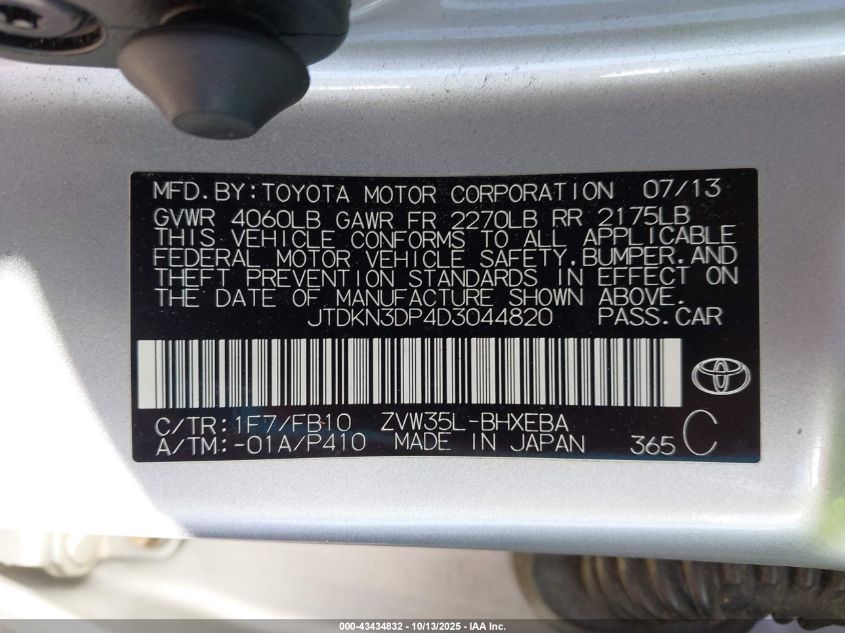 MFD. BY: TOYOTA MOTOR CORPORATION 07/13
GVWR 4060LB GAWR FR 2270LB RR 2175LB
THIS VEHICLE CONFORMS TO ALL APPLICABLE
FEDERAL MOTOR VEHICLE SAFETY. BUMPER. AND
THEFT PREVENTION STANDARDS IN EFFECT ON
THE DATE OF MANUFACTURE SHOWN ABOVE.
JTDKN3DP4D3044820 PASS. CAR
C/TR: 1F7/FB10 ZVW35L-BHXEBA
A/TM: -01A/P410 MADE IN JAPAN 365 C
000-43434832 - 10/13/2025 - IAA Inc.